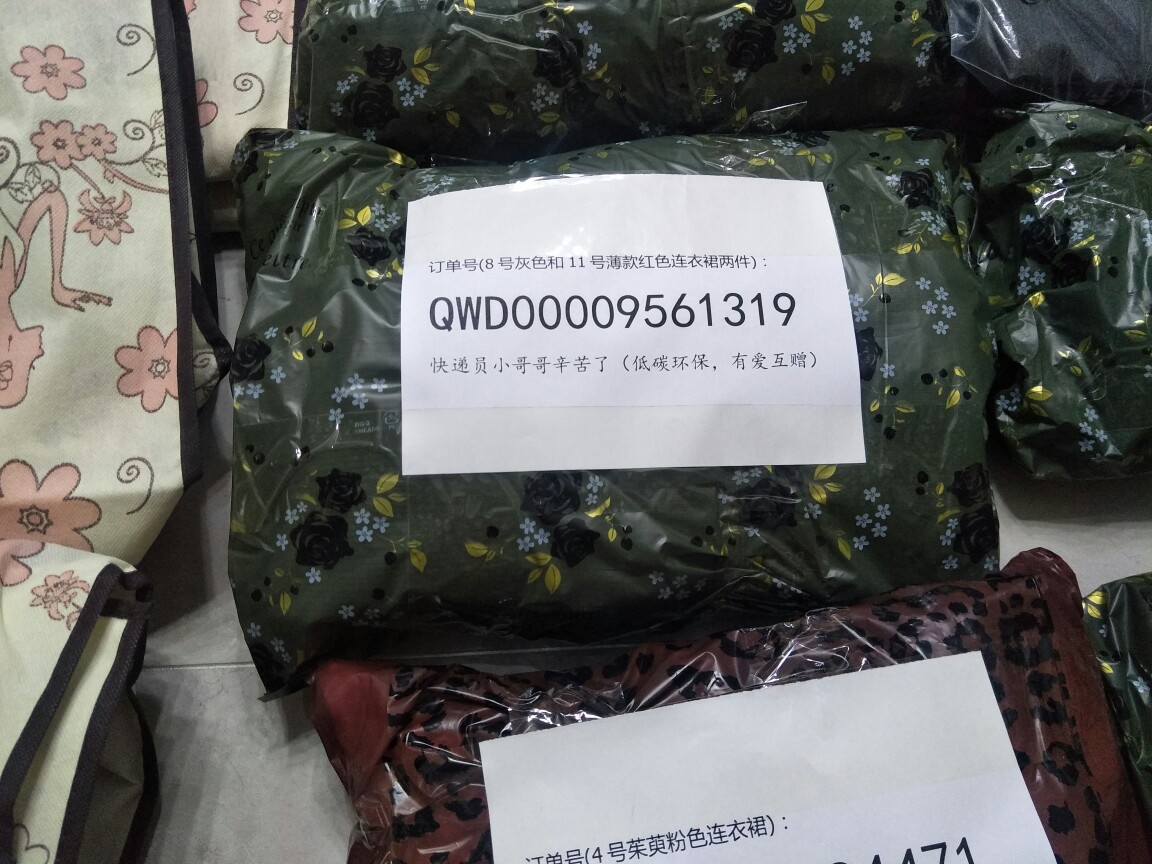 订单号(8号灰色和11号薄款红色连衣裙两件)：
QWD00009561319
快递员小哥哥辛苦了（低碳环保，有爱互赠）
订单号(4号茱萸粉色连衣裙)：